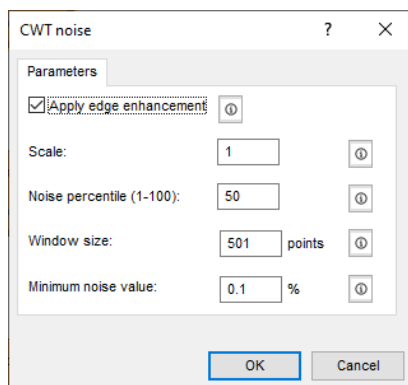 CWT noise ?
Parameters
Apply edge enhancement
Scale: 1
Noise percentile (1-100): 50
Window size: 501 points
Minimum noise value: 0.1 %
OK Cancel